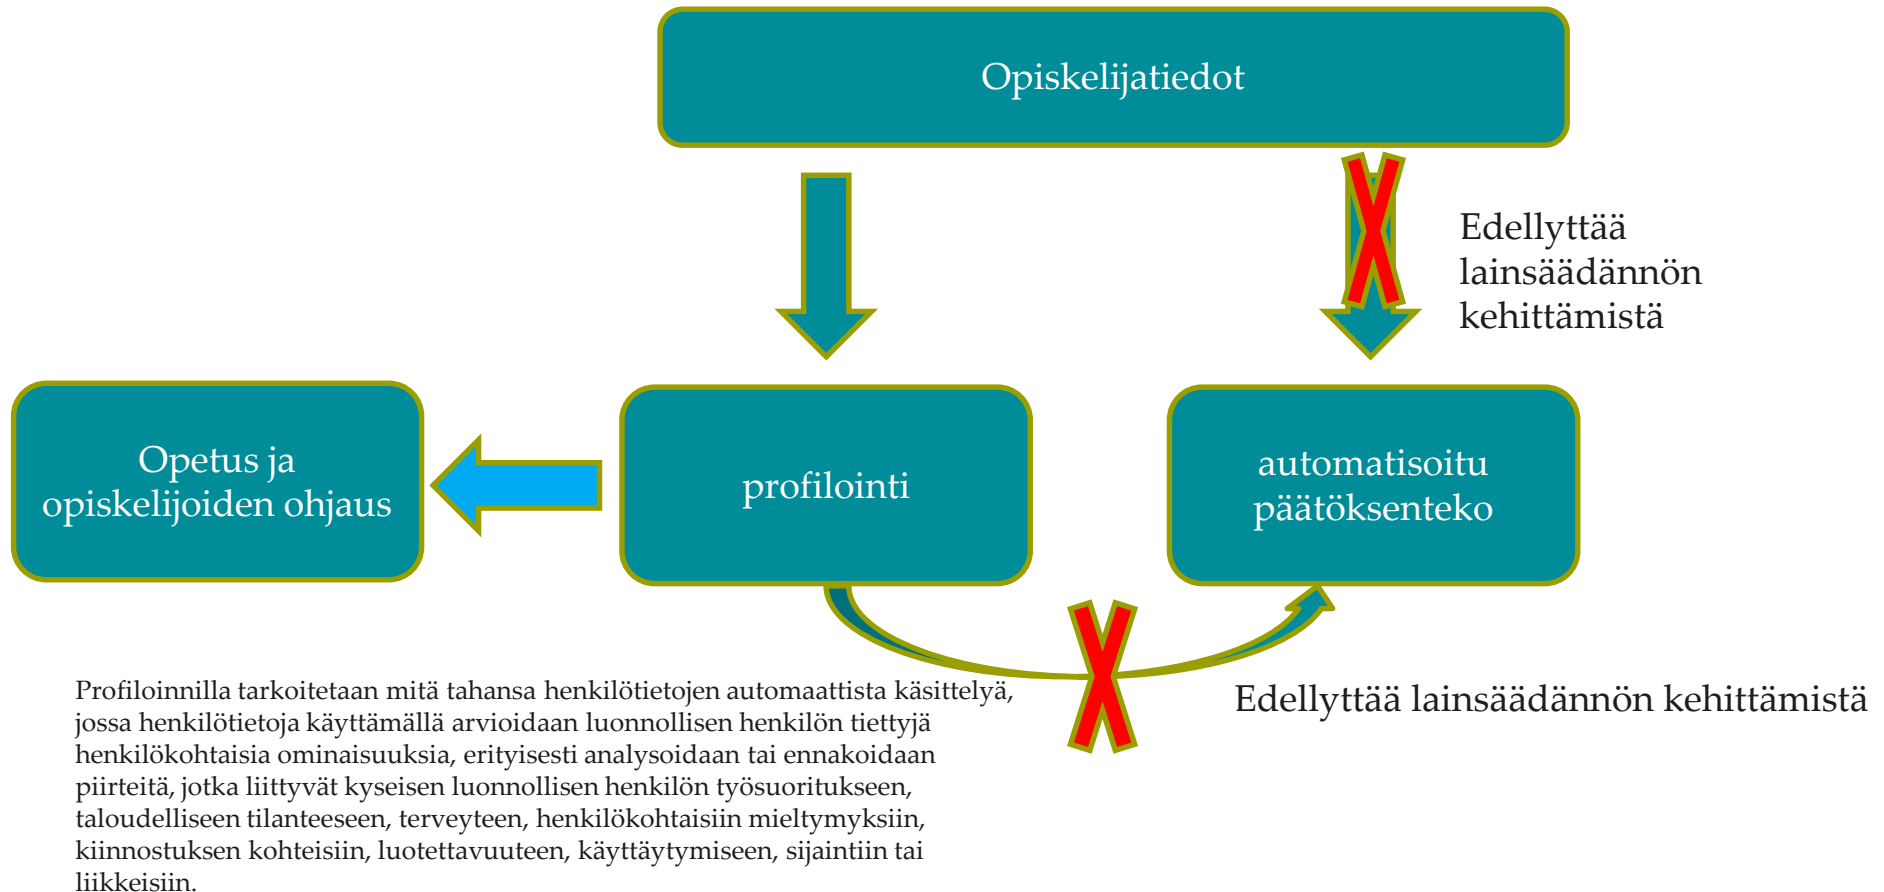 Opiskelijatiedot
Edellyttää
lainsäädännön
kehittämistä
Opetus ja
opiskelijoiden ohjaus
profilointi
automatisoitu
päätöksenteko
Edellyttää lainsäädännön kehittämistä
Profiloinnilla tarkoitetaan mitä tahansa henkilötietojen automaattista käsittelyä,
jossa henkilötietoja käyttämällä arvioidaan luonnollisen henkilön tiettyjä
henkilökohtaisia ominaisuuksia, erityisesti analysoidaan tai ennakoidaan
piirteitä, jotka liittyvät kyseisen luonnollisen henkilön työsuoritukseen,
taloudelliseen tilanteeseen, terveyteen, henkilökohtaisiin mieltymyksiin,
kiinnostuksen kohteisiin, luotettavuuteen, käyttäytymiseen, sijaintiin tai
liikkeisiin.